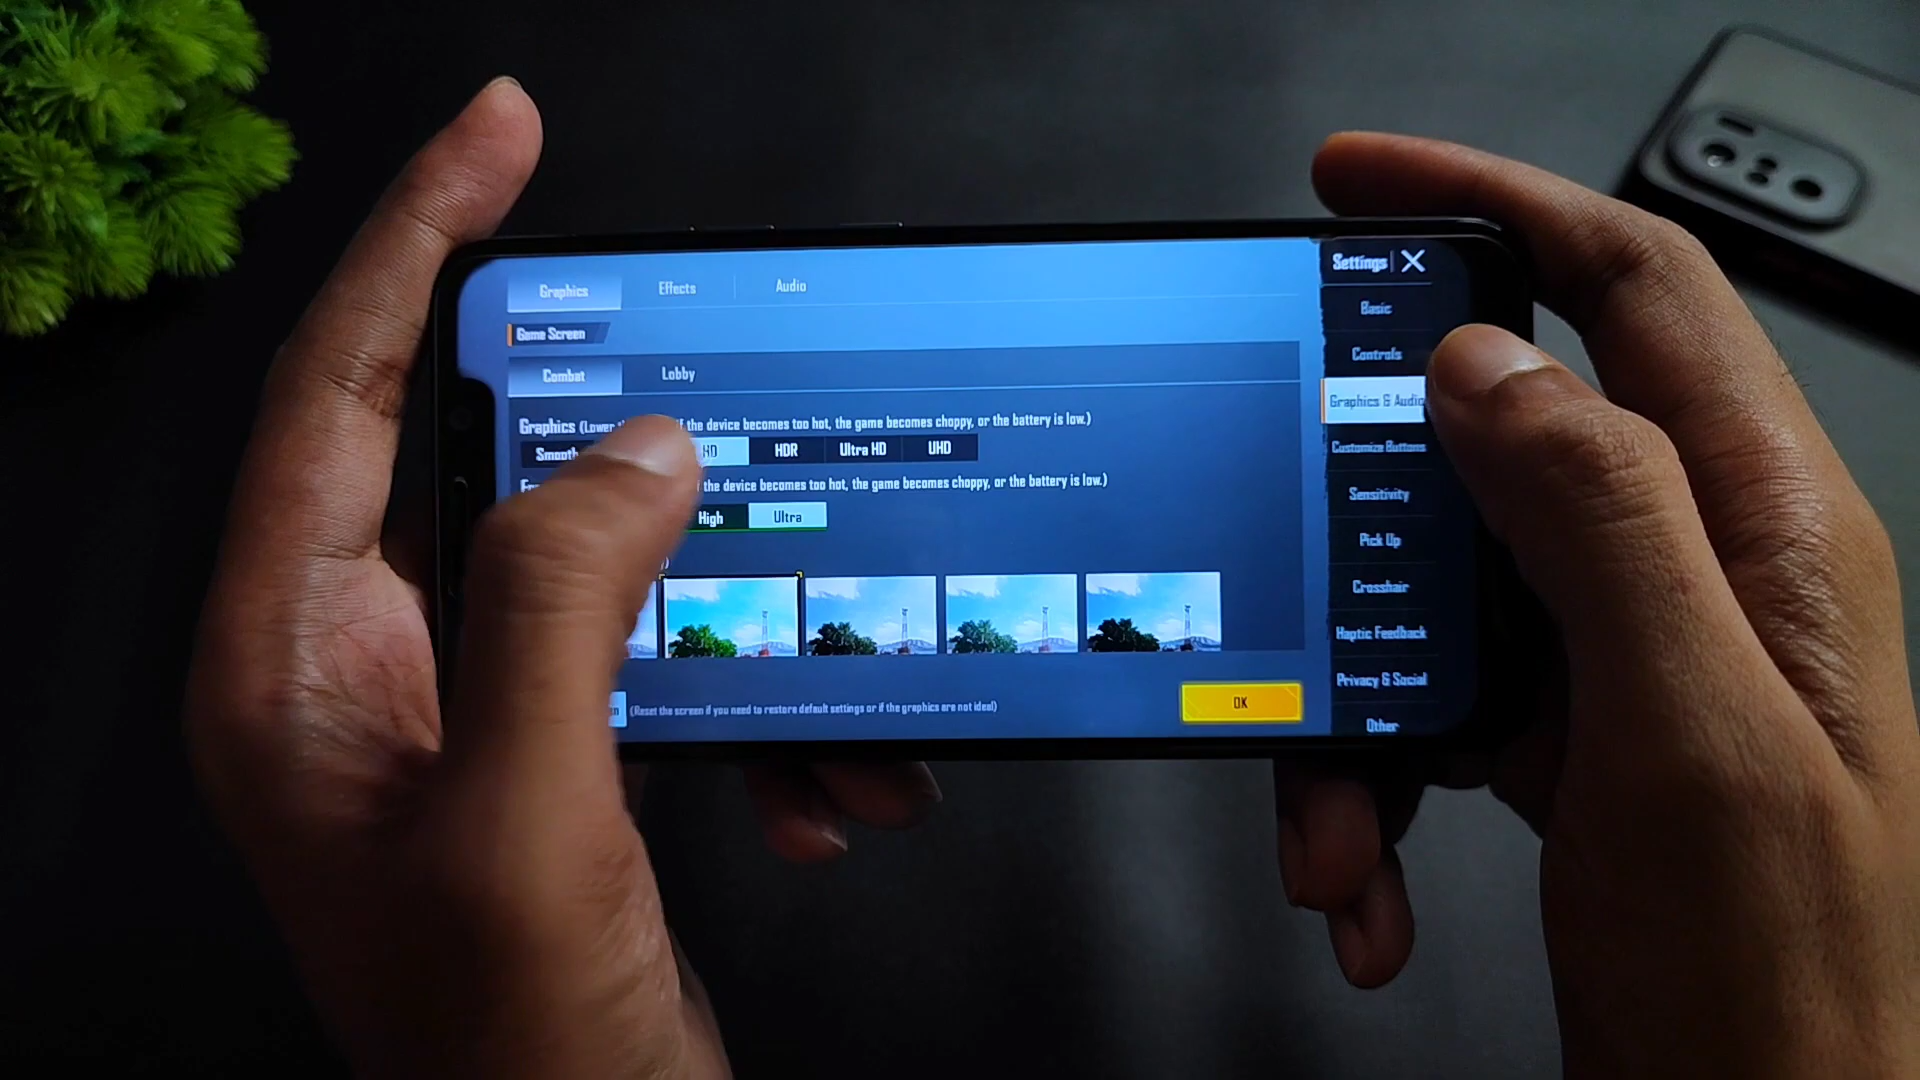 Graphics Effects Audio
Game Screen
Combat Lobby
Graphics (Lower if the device becomes too hot, the game becomes choppy, or the battery is low.)
Smooth HD HDR Ultra HD UHD
the device becomes too hot, the game becomes choppy, or the battery is low.)
High Ultra
(Reset the screen if you need to restore default settings or if the graphics are not ideal)
OK
Settings
Basic
Controls
Graphics & Audio
Customize Buttons
Sensitivity
Pick Up
Crosshair
Haptic Feedback
Privacy & Social
Other